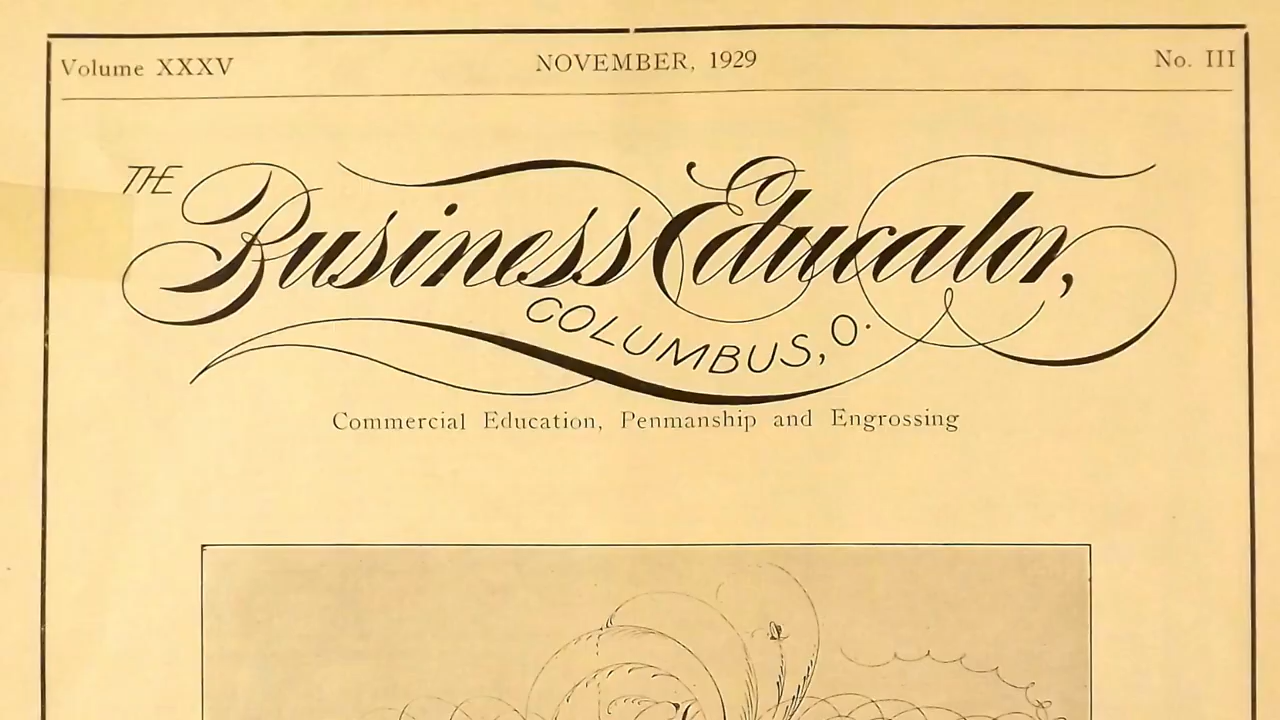 Volume XXXV NOVEMBER, 1929 No. III
THE Business Educator,
COLUMBUS, O.
Commercial Education, Penmanship and Engrossing